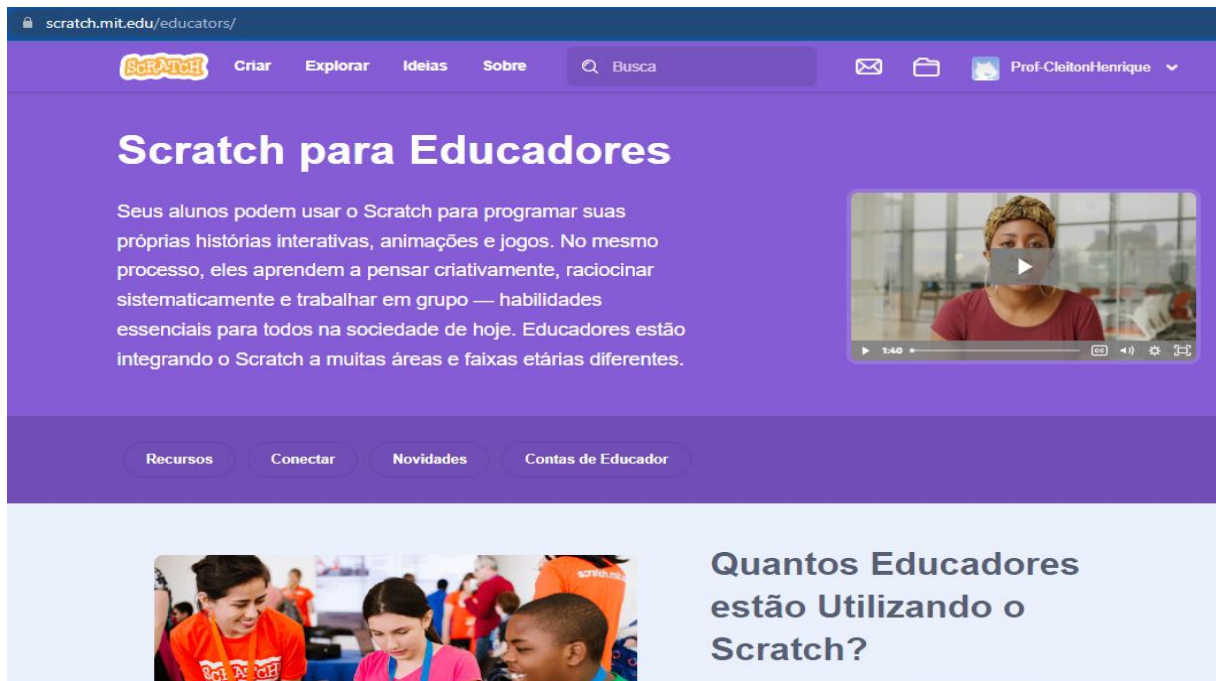 scratch.mit.edu/educators/
SCRATCH Criar Explorar Ideias Sobre Busca Prof-CleitonHenrique
Scratch para Educadores
Seus alunos podem usar o Scratch para programar suas
próprias histórias interativas, animações e jogos. No mesmo
processo, eles aprendem a pensar criativamente, raciocinar
sistematicamente e trabalhar em grupo — habilidades
essenciais para todos na sociedade de hoje. Educadores estão
integrando o Scratch a muitas áreas e faixas etárias diferentes.
1:40 CC
Recursos Conectar Novidades Contas de Educador
Quantos Educadores
estão Utilizando o
Scratch?
scratch.mit
SCRATCH